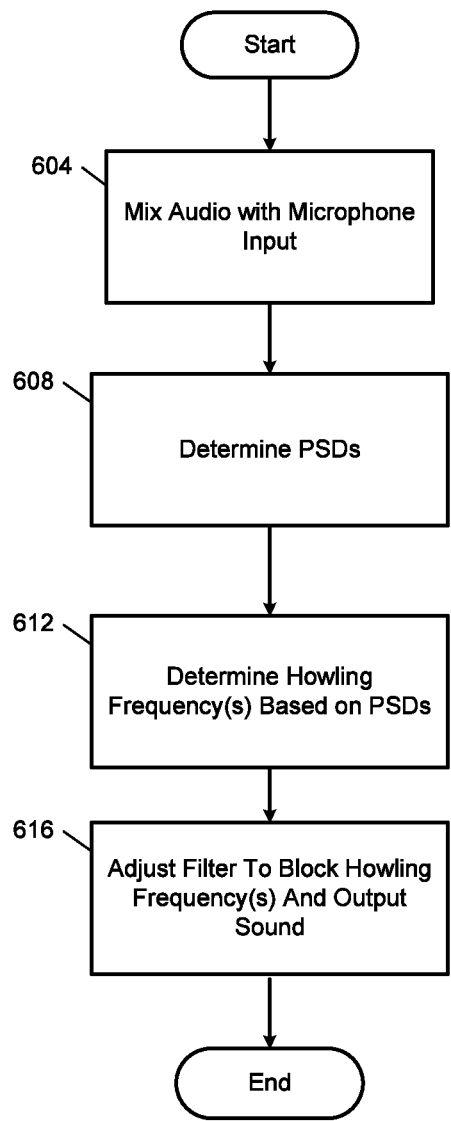 Start
604
Mix Audio with Microphone
Input
608
Determine PSDs
612
Determine Howling
Frequency(s) Based on PSDs
616
Adjust Filter To Block Howling
Frequency(s) And Output
Sound
End